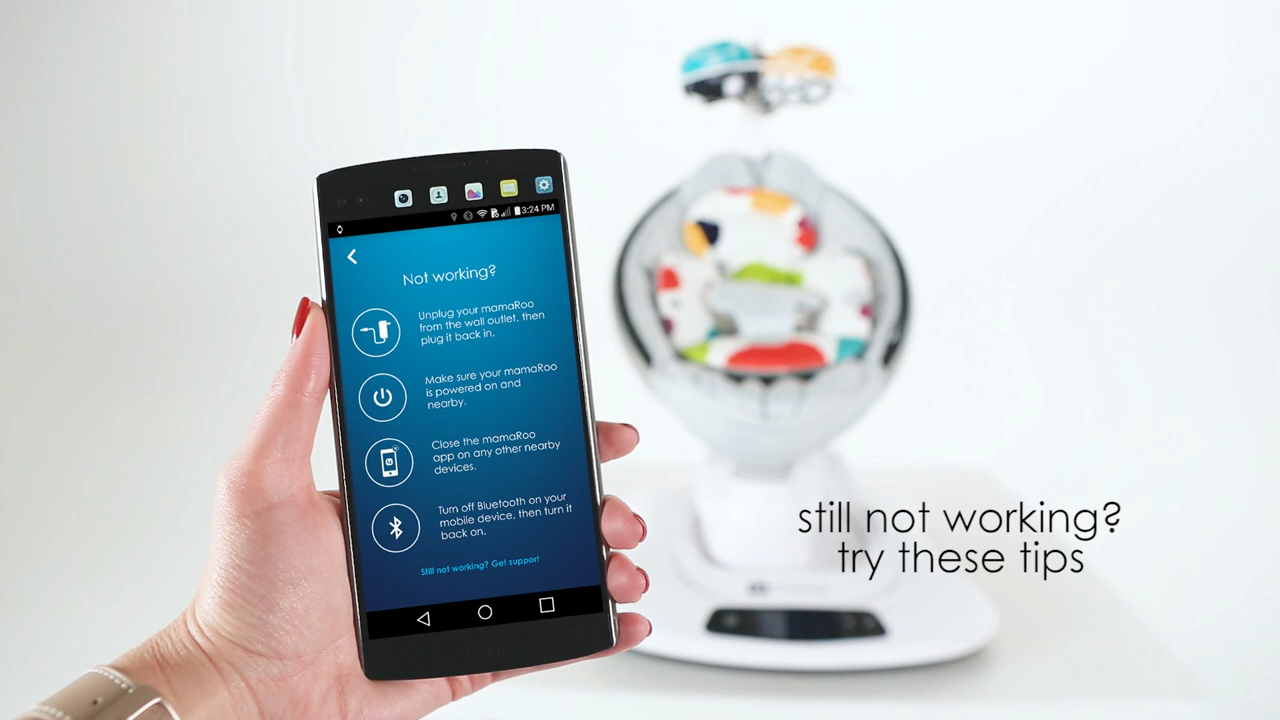 3:24 PM
Not working?
Unplug your mamaRoo
from the wall outlet, then
plug it back in.
Make sure your mamaRoo
is powered on and
nearby.
Close the mamaRoo
app on any other nearby
devices.
Turn off Bluetooth on your
mobile device, then turn it
back on.
Still not working? Get support
still not working?
try these tips